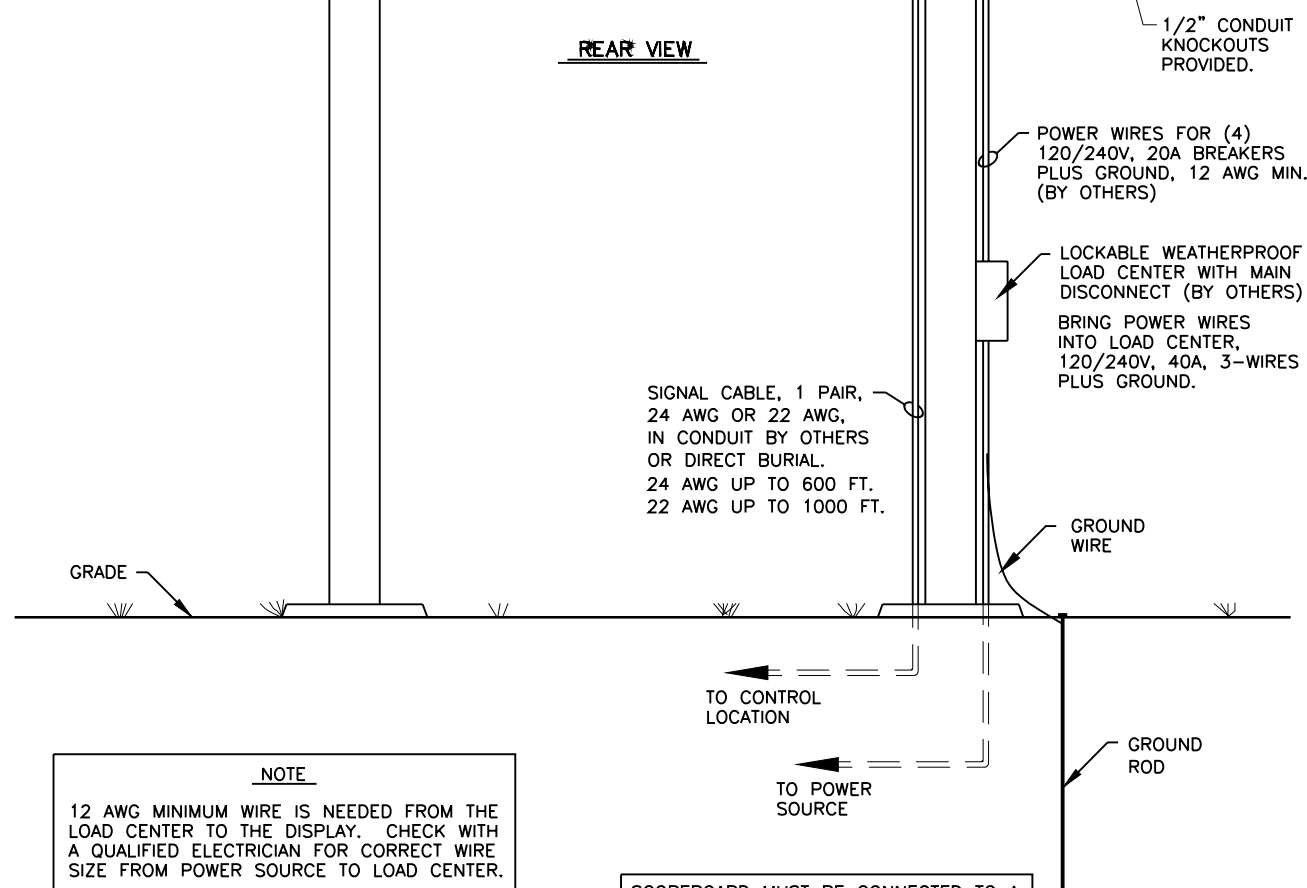 1/2" CONDUIT
KNOCKOUTS
PROVIDED.
REAR VIEW
POWER WIRES FOR (4)
120/240V, 20A BREAKERS
PLUS GROUND, 12 AWG MIN.
(BY OTHERS)
LOCKABLE WEATHERPROOF
LOAD CENTER WITH MAIN
DISCONNECT (BY OTHERS)
BRING POWER WIRES
INTO LOAD CENTER,
120/240V, 40A, 3-WIRES
PLUS GROUND.
SIGNAL CABLE, 1 PAIR,
24 AWG OR 22 AWG,
IN CONDUIT BY OTHERS
OR DIRECT BURIAL.
24 AWG UP TO 600 FT.
22 AWG UP TO 1000 FT.
GROUND
WIRE
GRADE
TO CONTROL
LOCATION
TO POWER
SOURCE
GROUND
ROD
NOTE
12 AWG MINIMUM WIRE IS NEEDED FROM THE
LOAD CENTER TO THE DISPLAY. CHECK WITH
A QUALIFIED ELECTRICIAN FOR CORRECT WIRE
SIZE FROM POWER SOURCE TO LOAD CENTER.
SCOREBOARD MUST BE CONNECTED TO A